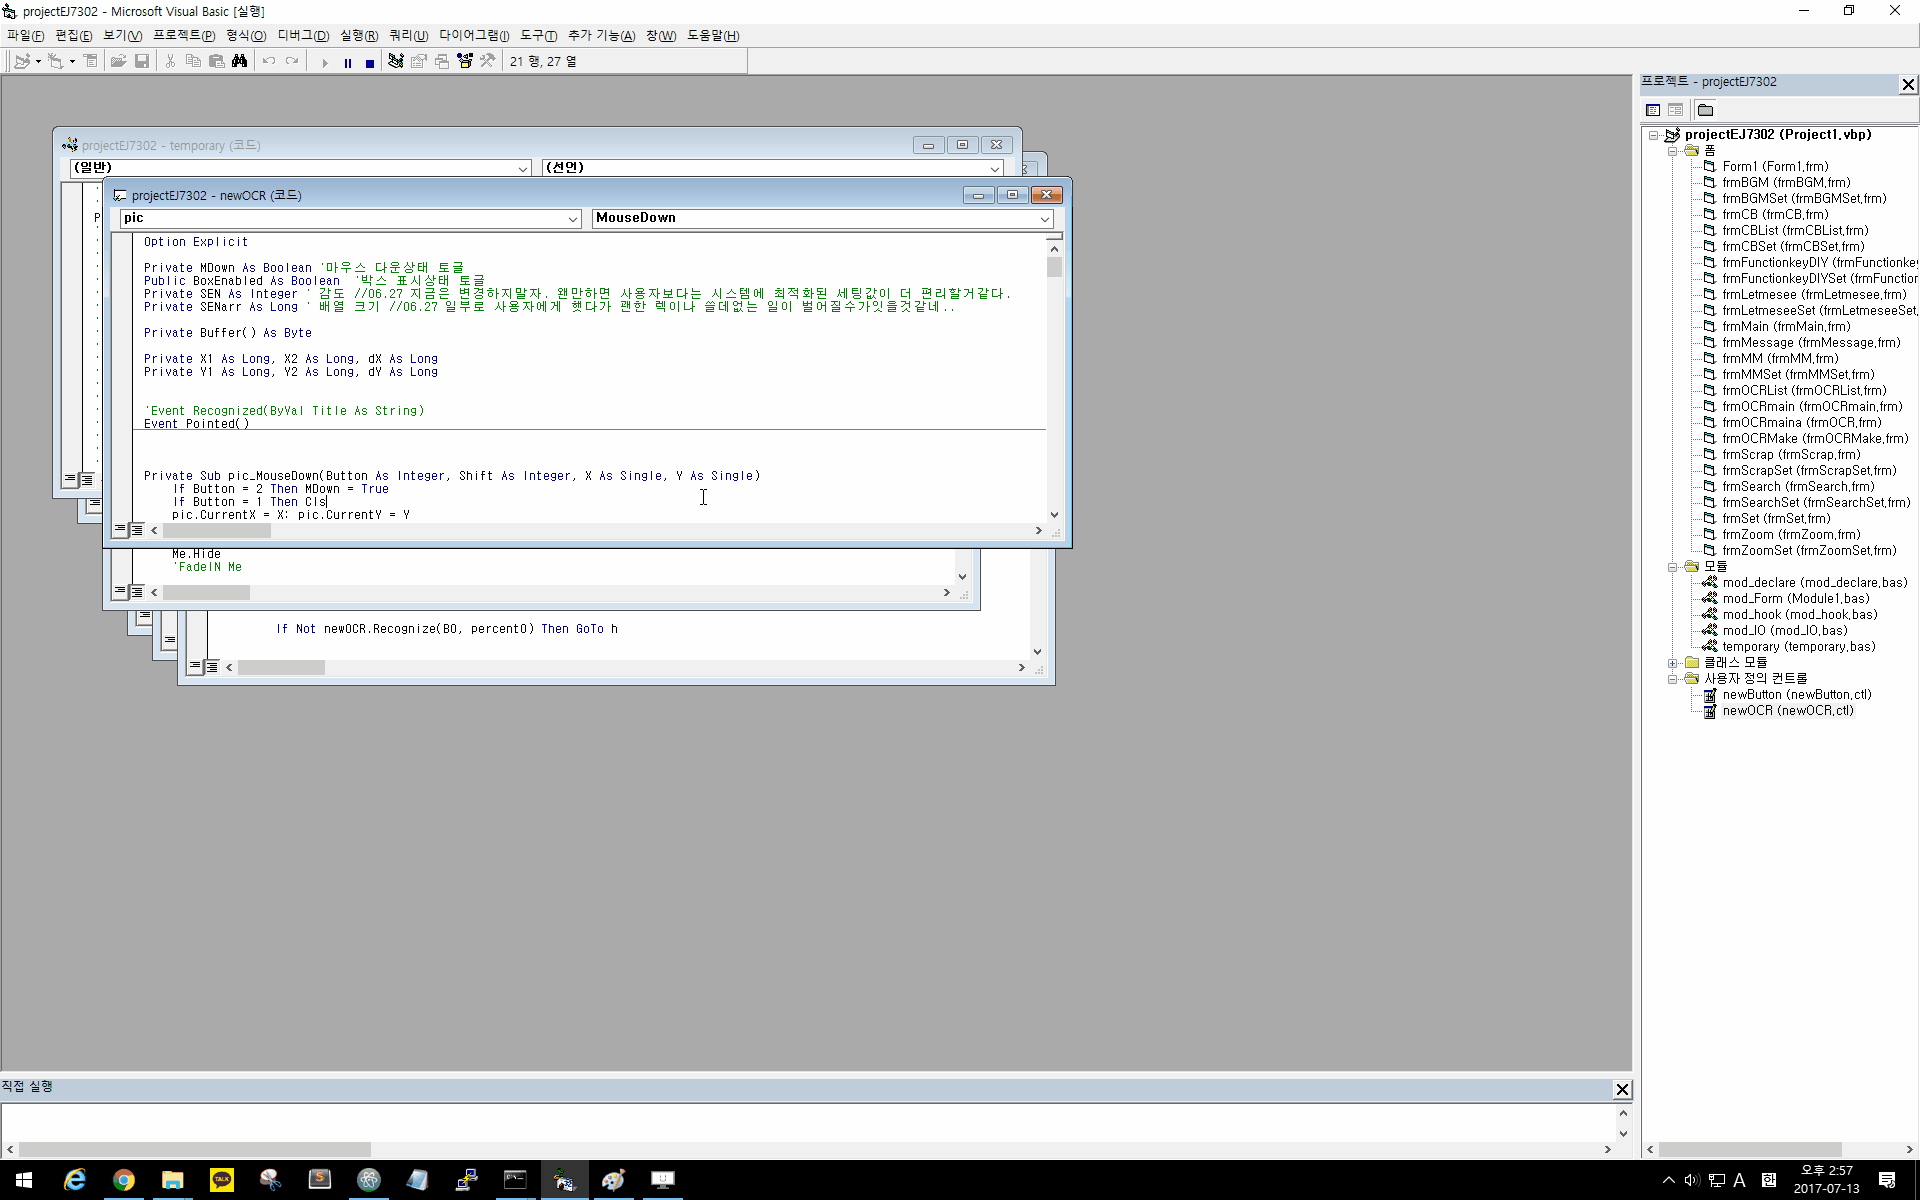 projectEJ7302 - Microsoft Visual Basic [실행]
파일(F) 편집(E) 보기(V) 프로젝트(P) 형식(O) 디버그(D) 실행(R) 쿼리(U) 다이어그램(I) 도구(T) 추가 기능(A) 창(W) 도움말(H)
21 행, 27 열
projectEJ7302 - temporary (코드)
(일반) (선언)
P
projectEJ7302 - newOCR (코드)
pic MouseDown
Option Explicit
Private MDown As Boolean '마우스 다운상태 토글
Public BoxEnabled As Boolean  '박스 표시상태 토글
Private SEN As Integer ' 감도 //06.27 지금은 변경하지말자. 왠만하면 사용자보다는 시스템에 최적화된 세팅값이 더 편리할거같다.
Private SENarr As Long ' 배열 크기 //06.27 일부로 사용자에게 햇다가 괜한 렉이나 쓸데없는 일이 벌어질수가잇을것같네..
Private Buffer() As Byte
Private X1 As Long, X2 As Long, dX As Long
Private Y1 As Long, Y2 As Long, dY As Long
'Event Recognized(ByVal Title As String)
Event Pointed()
Private Sub pic_MouseDown(Button As Integer, Shift As Integer, X As Single, Y As Single)
If Button = 2 Then MDown = True
If Button = 1 Then Cls
pic.CurrentX = X: pic.CurrentY = Y
Me.Hide
'FadeIN Me
If Not newOCR.Recognize(B0, percent0) Then GoTo h
프로젝트 - projectEJ7302
projectEJ7302 (Project1.vbp)
폼
Form1 (Form1.frm)
frmBGM (frmBGM.frm)
frmBGMSet (frmBGMSet.frm)
frmCB (frmCB.frm)
frmCBList (frmCBList.frm)
frmCBSet (frmCBSet.frm)
frmFunctionkeyDIY (frmFunctionke
frmFunctionkeyDIYSet (frmFunction
frmLetmesee (frmLetmesee.frm)
frmLetmeseeSet (frmLetmeseeSet.
frmMain (frmMain.frm)
frmMessage (frmMessage.frm)
frmMM (frmMM.frm)
frmMMSet (frmMMSet.frm)
frmOCRList (frmOCRList.frm)
frmOCRmain (frmOCRmain.frm)
frmOCRmaina (frmOCR.frm)
frmOCRMake (frmOCRMake.frm)
frmScrap (frmScrap.frm)
frmScrapSet (frmScrapSet.frm)
frmSearch (frmSearch.frm)
frmSearchSet (frmSearchSet.frm)
frmSet (frmSet.frm)
frmZoom (frmZoom.frm)
frmZoomSet (frmZoomSet.frm)
모듈
mod_declare (mod_declare.bas)
mod_Form (Module1.bas)
mod_hook (mod_hook.bas)
mod_IO (mod_IO.bas)
temporary (temporary.bas)
클래스 모듈
사용자 정의 컨트롤
newButton (newButton.ctl)
newOCR (newOCR.ctl)
직접 실행
TALK
A 한
오후 2:57
2017-07-13